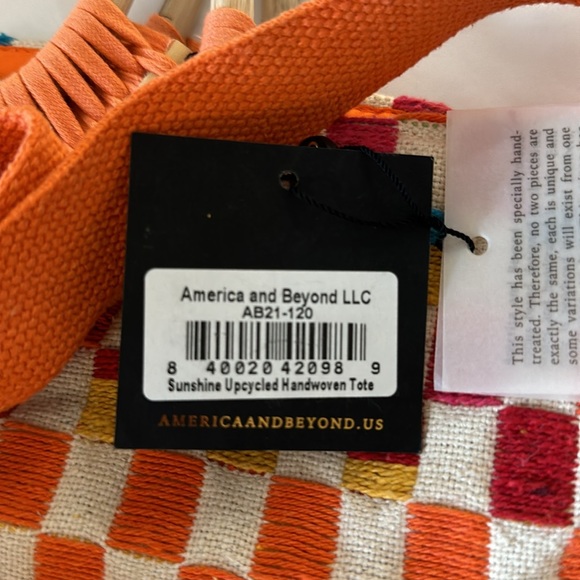 America and Beyond LLC
AB21-120
8 40020 42098 9
Sunshine Upcycled Handwoven Tote
AMERICAANDBEYOND.US
This style has been specially hand-
treated. Therefore, no two pieces are
exactly the same, each is unique and
some variations will exist from one